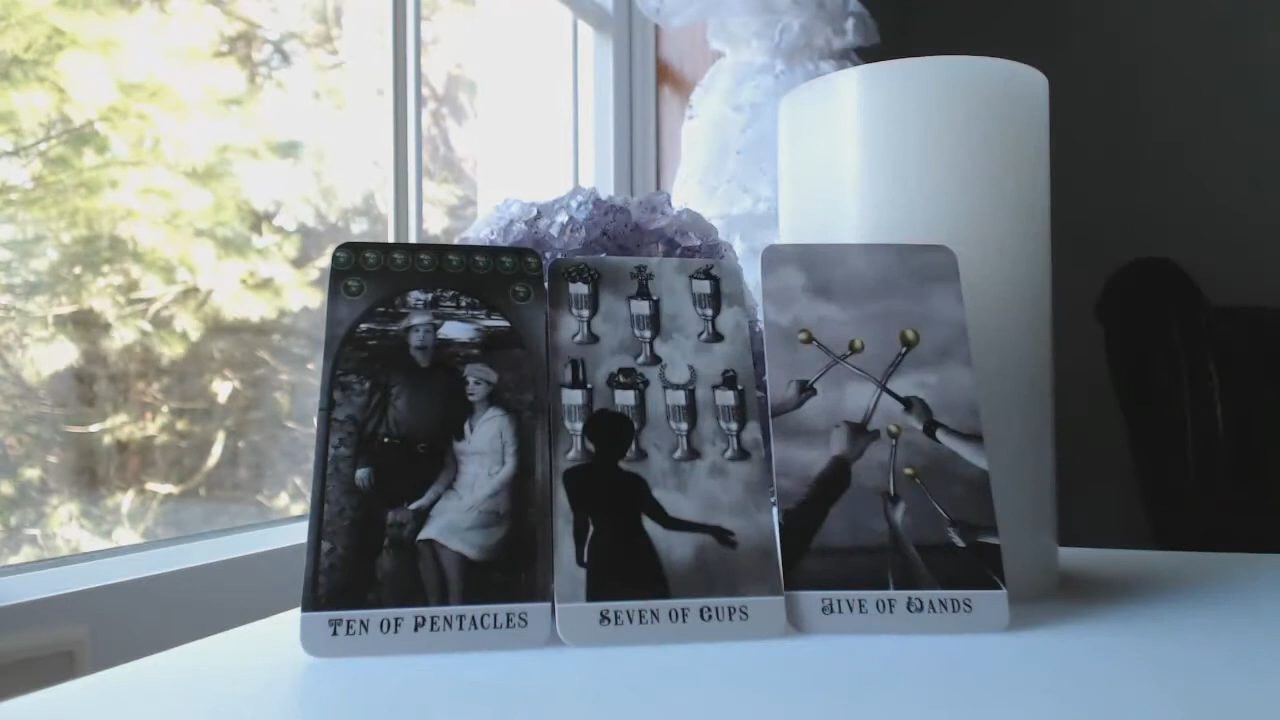 TEN OF PENTACLES
SEVEN OF CUPS
FIVE OF WANDS